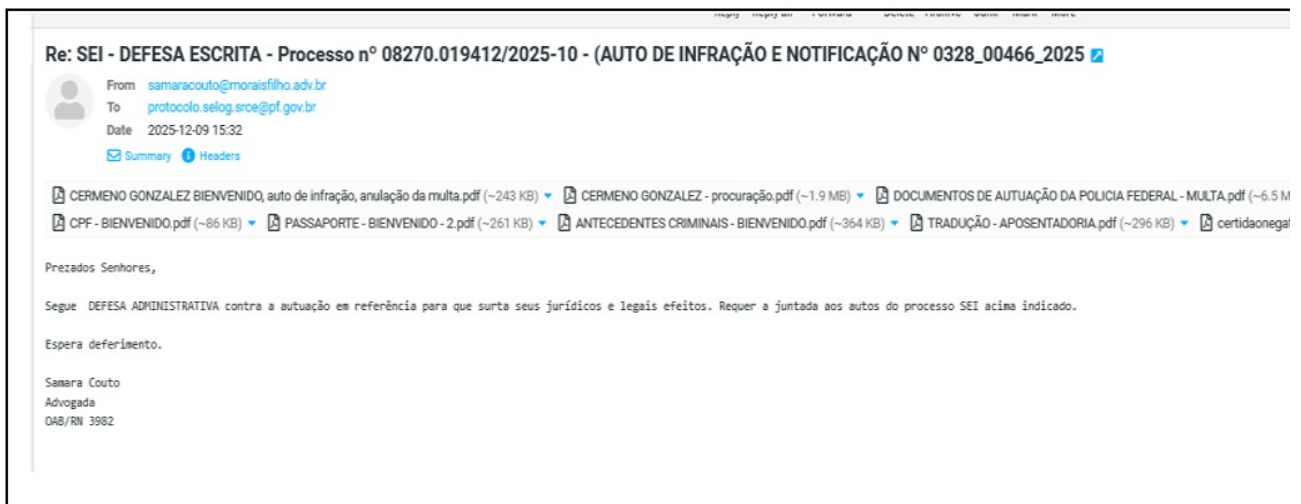 Re: SEI - DEFESA ESCRITA - Processo nº 08270.019412/2025-10 - (AUTO DE INFRAÇÃO E NOTIFICAÇÃO Nº 0328_00466_2025
From samaracouto@moraisfilho.adv.br
To protocolo.selog.srce@pf.gov.br
Date 2025-12-09 15:32
Summary Headers
CERMENO GONZALEZ BIENVENIDO, auto de infração, anulação da multa.pdf (~243 KB) CERMENO GONZALEZ - procuração.pdf (~1.9 MB) DOCUMENTOS DE AUTUAÇÃO DA POLICIA FEDERAL - MULTA.pdf (~6.5 M
CPF - BIENVENIDO.pdf (~86 KB) PASSAPORTE - BIENVENIDO - 2.pdf (~261 KB) ANTECEDENTES CRIMINAIS - BIENVENIDO.pdf (~364 KB) TRADUÇÃO - APOSENTADORIA.pdf (~296 KB) certidaonegat
Prezados Senhores,
Segue DEFESA ADMINISTRATIVA contra a autuação em referência para que surta seus jurídicos e legais efeitos. Requer a juntada aos autos do processo SEI acima indicado.
Espera deferimento.
Samara Couto
Advogada
OAB/RN 3982